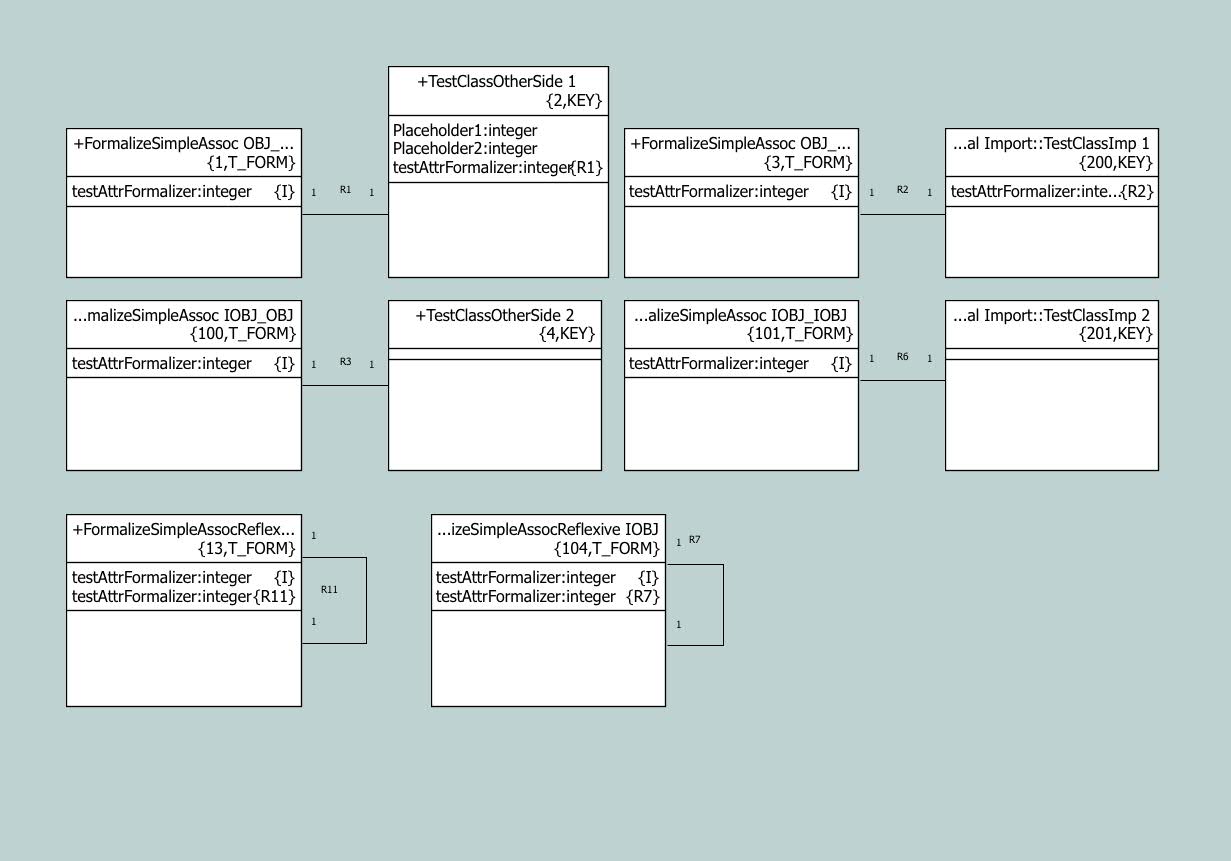 +TestClassOtherSide 1
{2,KEY}
Placeholder1:integer
Placeholder2:integer
testAttrFormalizer:integer{R1}
+FormalizeSimpleAssoc OBJ_...
{1,T_FORM}
testAttrFormalizer:integer {I}
1 R1 1
+FormalizeSimpleAssoc OBJ_...
{3,T_FORM}
testAttrFormalizer:integer {I}
1 R2 1
...al Import::TestClassImp 1
{200,KEY}
testAttrFormalizer:inte...{R2}
...malizeSimpleAssoc IOBJ_OBJ
{100,T_FORM}
testAttrFormalizer:integer {I}
1 R3 1
+TestClassOtherSide 2
{4,KEY}
...alizeSimpleAssoc IOBJ_IOBJ
{101,T_FORM}
testAttrFormalizer:integer {I}
1 R6 1
...al Import::TestClassImp 2
{201,KEY}
+FormalizeSimpleAssocReflex...
{13,T_FORM}
testAttrFormalizer:integer {I}
testAttrFormalizer:integer{R11}
1
R11
1
...izeSimpleAssocReflexive IOBJ
{104,T_FORM}
testAttrFormalizer:integer {I}
testAttrFormalizer:integer {R7}
1 R7
1